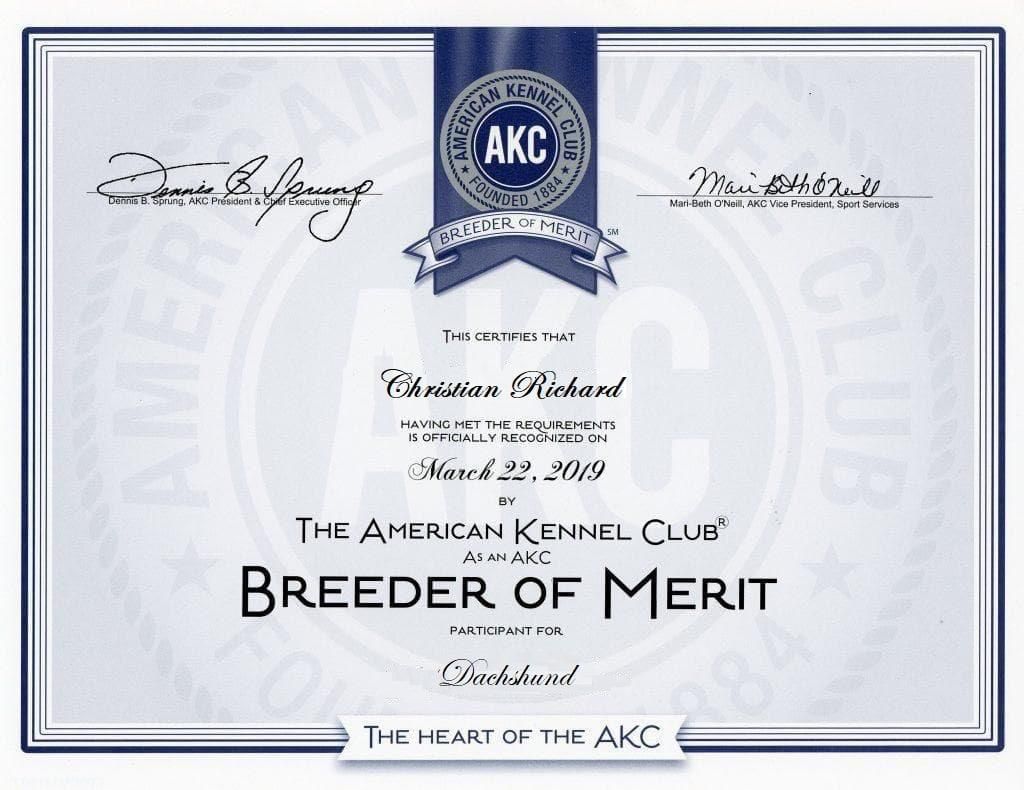 AMERICAN KENNEL CLUB
AKC
FOUNDED 1884
BREEDER OF MERIT SM
Dennis B. Sprung
Dennis B. Sprung, AKC President & Chief Executive Officer
Mari-Beth O'Neill
Mari-Beth O'Neill, AKC Vice President, Sport Services
AMERICAN KENNEL CLUB
AKC
FOUNDED 1884
THIS CERTIFIES THAT
Christian Richard
HAVING MET THE REQUIREMENTS
IS OFFICIALLY RECOGNIZED ON
March 22, 2019
BY
THE AMERICAN KENNEL CLUB®
AS AN AKC
BREEDER OF MERIT
PARTICIPANT FOR
Dachshund
THE HEART OF THE AKC